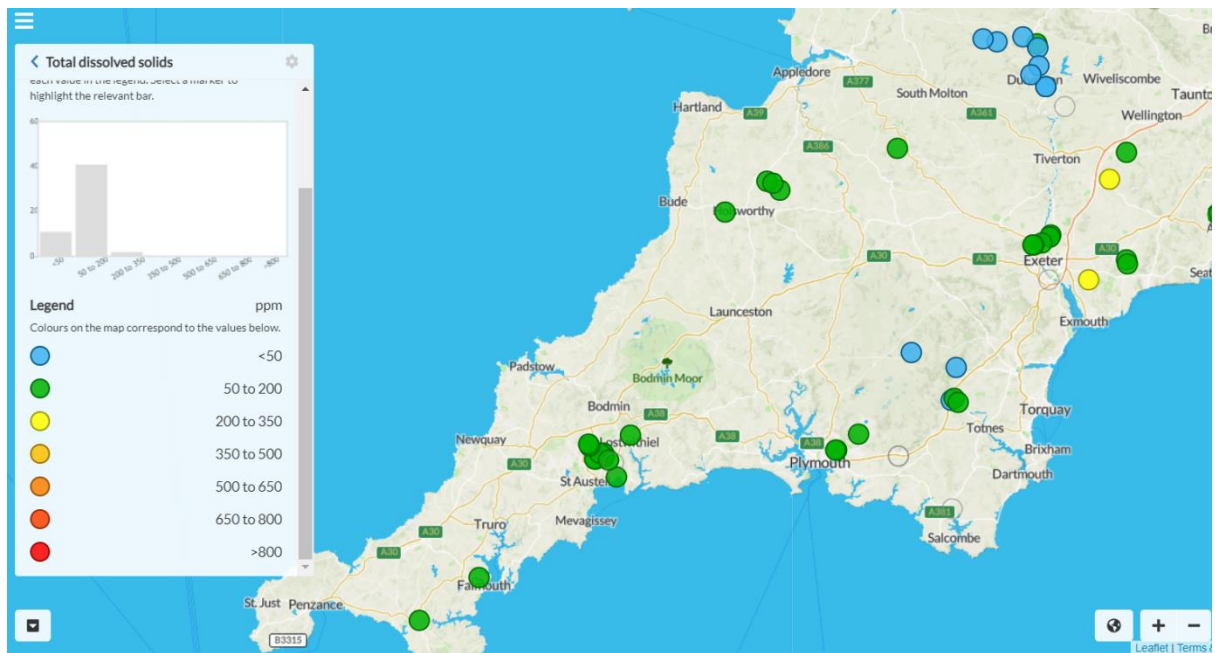 Total dissolved solids
each value in the legend. Select a marker to
highlight the relevant bar.
60
40
20
0
<50
50 to 200
200 to 350
350 to 500
500 to 650
650 to 800
>800
Legend ppm
Colours on the map correspond to the values below.
<50
50 to 200
200 to 350
350 to 500
500 to 650
650 to 800
>800
Appledore
A377
South Molton
Wiveliscombe
Taunto
Hartland
A39
A361
Wellington
A386
Tiverton
Bude
A30
A30
Exeter
A30
Seat
Launceston
Exmouth
Padstow
Bodmin Moor
Bodmin
A38
Torquay
Newquay
A38
A38
Totnes
A30
Plymouth
Brixham
St Auste
Dartmouth
Mevagissey
A381
Truro
A30
Salcombe
A30
Falmouth
St. Just
Penzance
B3315
+
−
Leaflet | Terms &